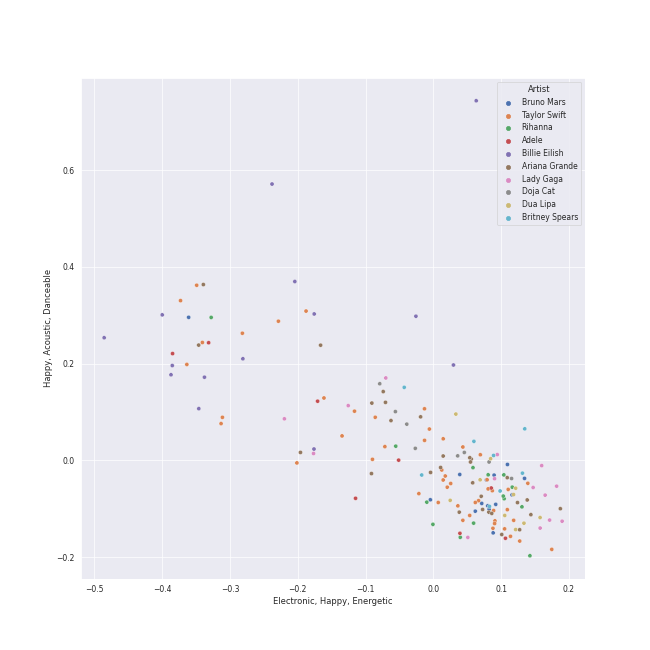 Artist
Bruno Mars
Taylor Swift
Rihanna
Adele
Billie Eilish
Ariana Grande
Lady Gaga
Doja Cat
Dua Lipa
Britney Spears
Happy, Acoustic, Danceable
0.6
0.4
0.2
0.0
−0.2
−0.5
−0.4
−0.3
−0.2
−0.1
0.0
0.1
0.2
Electronic, Happy, Energetic